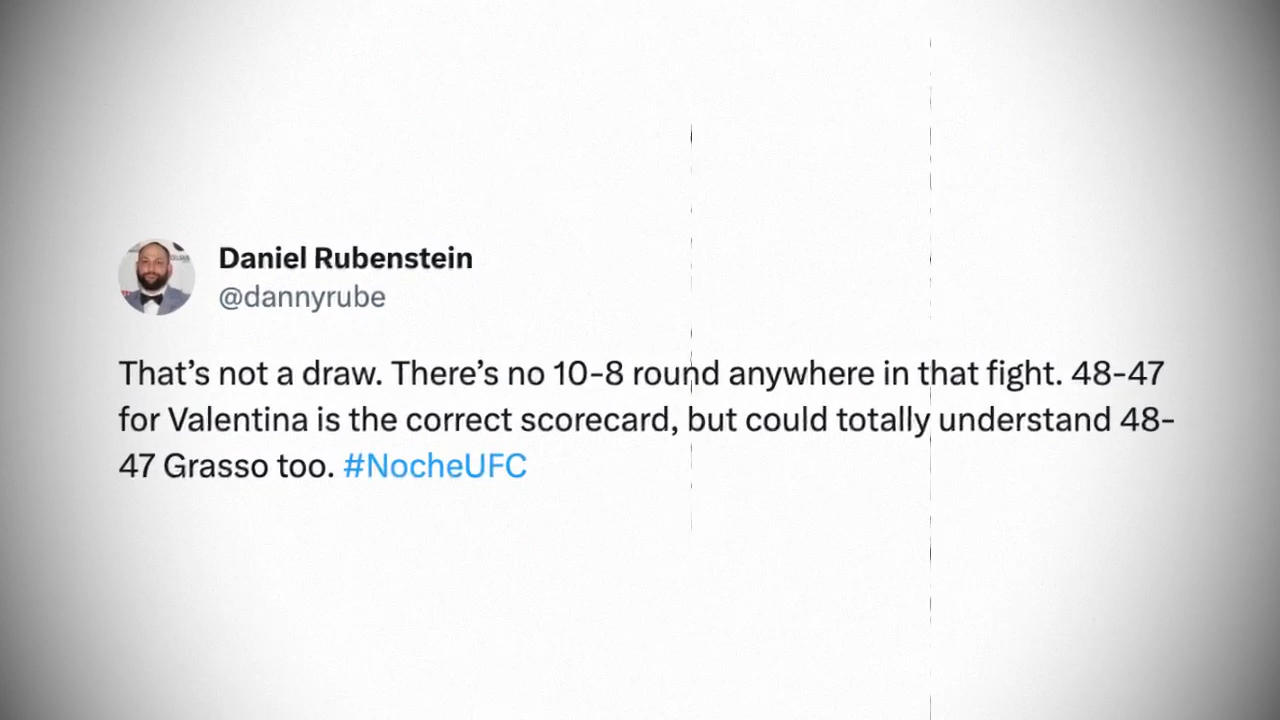 Daniel Rubenstein
@dannyrube
That’s not a draw. There’s no 10-8 round anywhere in that fight. 48-47
for Valentina is the correct scorecard, but could totally understand 48-
47 Grasso too. #NocheUFC